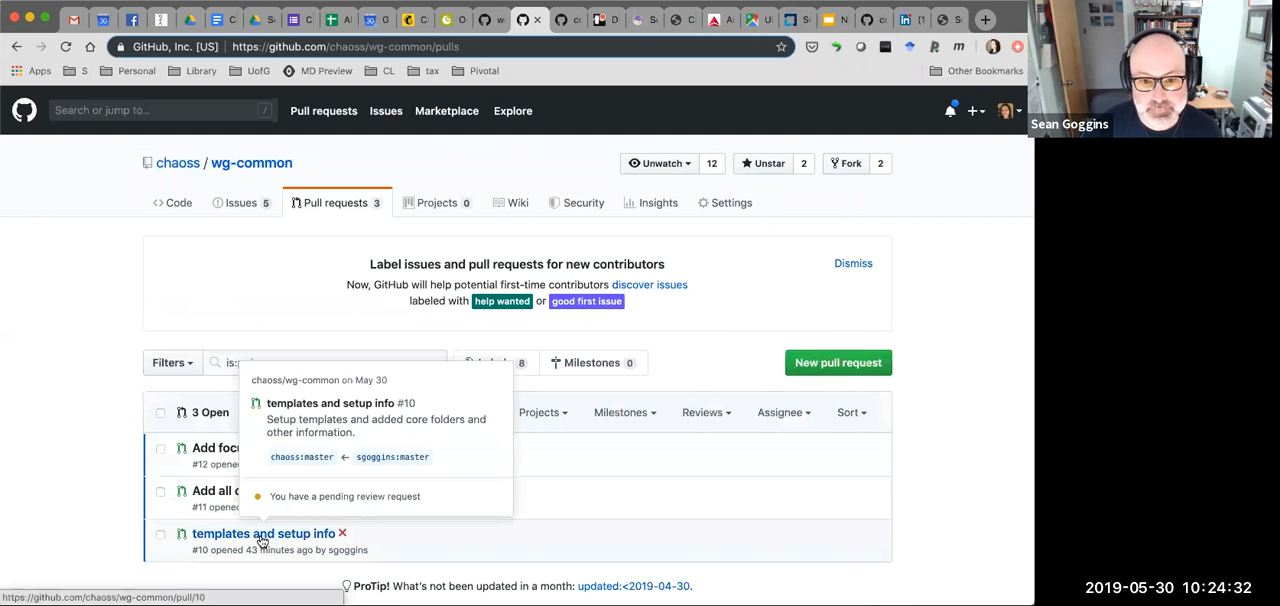 GitHub, Inc. [US] | https://github.com/chaoss/wg-common/pulls
Apps S Personal Library UofG MD Preview CL tax Pivotal Other Bookmarks
Sean Goggins
Search or jump to... / Pull requests Issues Marketplace Explore
chaoss / wg-common Unwatch 12 Unstar 2 Fork 2
Code Issues 5 Pull requests 3 Projects 0 Wiki Security Insights Settings
Label issues and pull requests for new contributors Dismiss
Now, GitHub will help potential first-time contributors discover issues
labeled with help wanted or good first issue
Filters 8 Milestones 0 New pull request
chaoss/wg-common on May 30
templates and setup info #10
Setup templates and added core folders and
other information.
chaoss:master ← sgoggins:master
You have a pending review request
3 Open Projects Milestones Reviews Assignee Sort
Add foc
#12 opene
Add all
#11 open
templates and setup info
#10 opened 43 minutes ago by sgoggins
ProTip! What's not been updated in a month: updated:<2019-04-30.
https://github.com/chaoss/wg-common/pull/10
2019-05-30 10:24:32